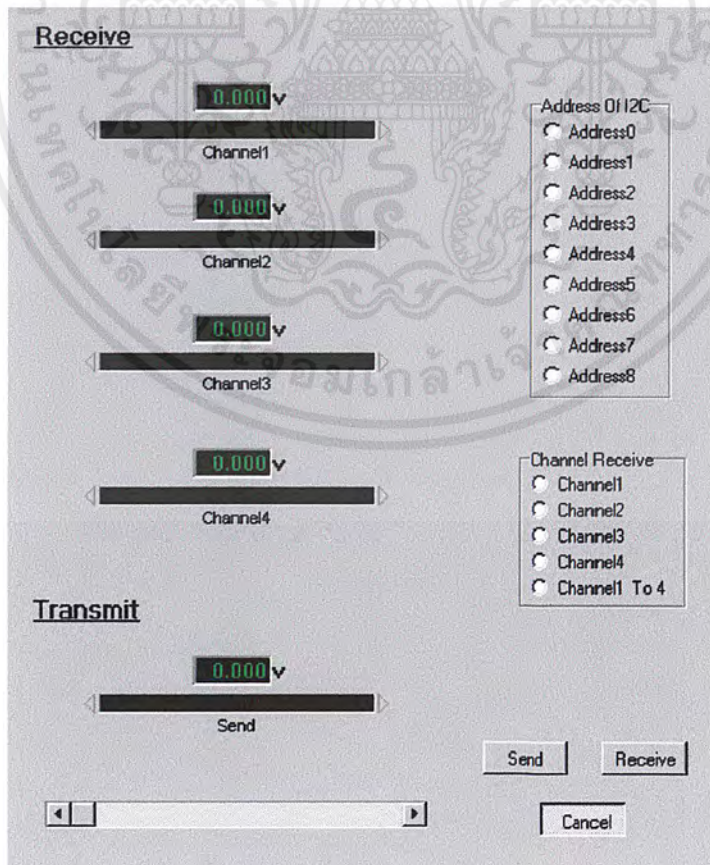 Receive
0.000 v
Channel1
0.000 v
Channel2
0.000 v
Channel3
0.000 v
Channel4
Address Of I2C
Address0
Address1
Address2
Address3
Address4
Address5
Address6
Address7
Address8
Channel Receive
Channel1
Channel2
Channel3
Channel4
Channel1 To 4
Transmit
0.000 v
Send
Send
Receive
Cancel